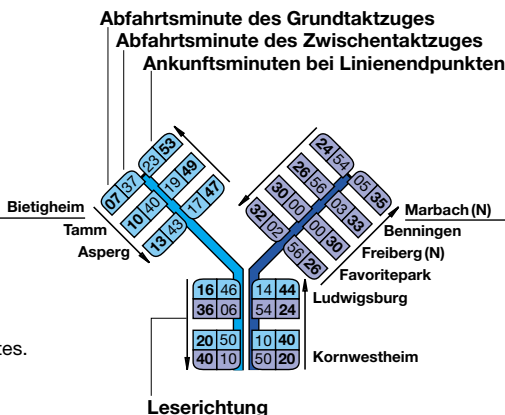 Abfahrtsminute des Grundtaktzuges
Abfahrtsminute des Zwischentaktzuges
Ankunftsminuten bei Linienendpunkten
07 37 23 53
10 40 19 49
13 43 17 47
24 54 05 35
26 56 03 33
30 00 00 30
32 02 56 26
Bietigheim
Tamm
Asperg
Marbach (N)
Benningen
Freiberg (N)
Favoritepark
Ludwigsburg
16 46 14 44
36 06 54 24
20 50 10 40
40 10 50 20
Kornwestheim
tes.
Leserichtung